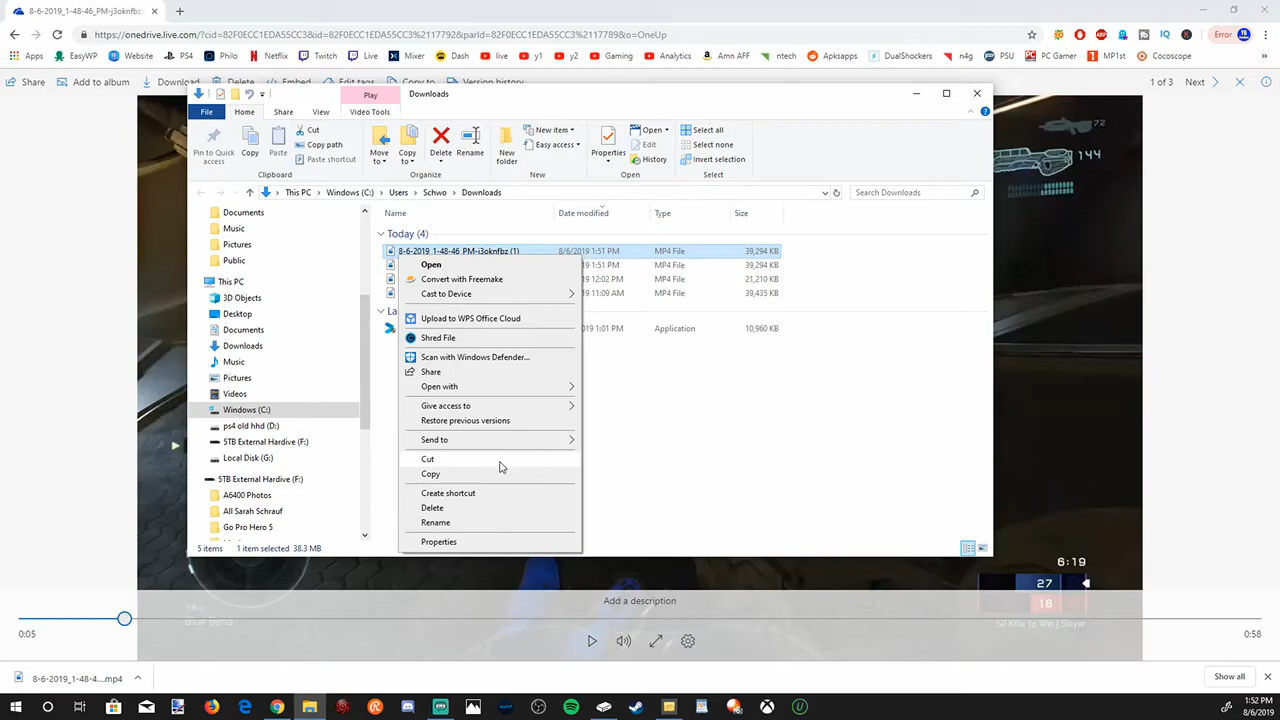 8-6-2019_1-48-46_PM-j3oknfbz
https://onedrive.live.com/?cid=82F0ECC1EDA55CC3&id=82F0ECC1EDA55CC3%2117789&parId=82F0ECC1EDA55CC3%2117782&o=OneUp
Error
Apps EasyWP Website PS4 Philo Netflix Twitch Live Mixer Dash live y1 y2 Gaming Analytics Amn AFF ntech Apksapps DualShockers n4g PSU PC Gamer MP1st Coco
Share Add to album Download Delete Embed Edit tags Copy to Version history 1 of 3 Next
Play Downloads
File Home Share View Video Tools
Pin to Quick access
Copy
Paste
Cut
Copy path
Paste shortcut
Move to
Copy to
Delete
Rename
New folder
New item
Easy access
Properties
Open
Edit
History
Select all
Select none
Invert selection
Clipboard Organize New Open Select
This PC Windows (C:) Users Schwo Downloads Search Downloads
Name Date modified Type Size
Today (4)
8-6-2019_1-48-46_PM-j3oknfbz (1) 8/6/2019 1:51 PM MP4 File 39,294 KB
19 1:51 PM MP4 File 39,294 KB
19 12:02 PM MP4 File 21,210 KB
19 11:09 AM MP4 File 39,435 KB
La
019 1:01 PM Application 10,960 KB
Documents
Music
Pictures
Public
This PC
3D Objects
Desktop
Documents
Downloads
Music
Pictures
Videos
Windows (C:)
ps4 old hhd (D:)
5TB External Hardive (F:)
Local Disk (G:)
5TB External Hardive (F:)
A6400 Photos
All Sarah Schrauf
Go Pro Hero 5
5 items 1 item selected 38.3 MB
Open
Convert with Freemake
Cast to Device
Upload to WPS Office Cloud
Shred File
Scan with Windows Defender...
Share
Open with
Give access to
Restore previous versions
Send to
Cut
Copy
Create shortcut
Delete
Rename
Properties
72
144
6:19
27
18
50 Kills to Win | Slayer
Add a description
0:05
0:58
8-6-2019_1-48-4....mp4
Show all
1:52 PM
8/6/2019